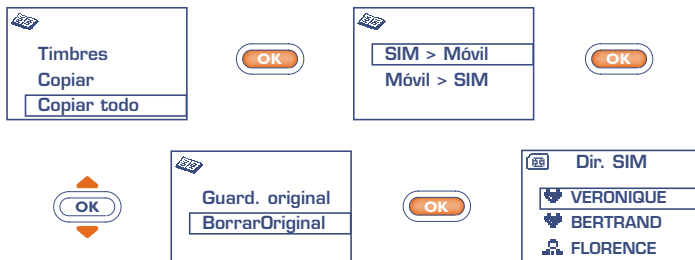 Timbres
Copiar
Copiar todo
OK
SIM > Móvil
Móvil > SIM
OK
OK
Guard. original
BorrarOriginal
OK
Dir. SIM
VERONIQUE
BERTRAND
FLORENCE